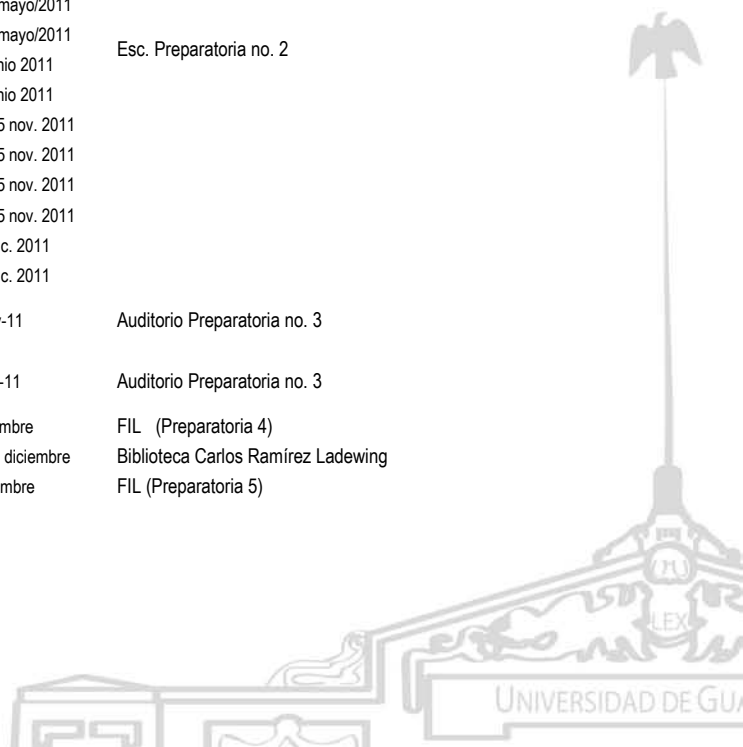 mayo/2011
mayo/2011
Esc. Preparatoria no. 2
nio 2011
nio 2011
5 nov. 2011
5 nov. 2011
5 nov. 2011
5 nov. 2011
c. 2011
c. 2011
-11 Auditorio Preparatoria no. 3
-11 Auditorio Preparatoria no. 3
mbre FIL (Preparatoria 4)
diciembre Biblioteca Carlos Ramírez Ladewing
mbre FIL (Preparatoria 5)
LEX
UNIVERSIDAD DE GUA